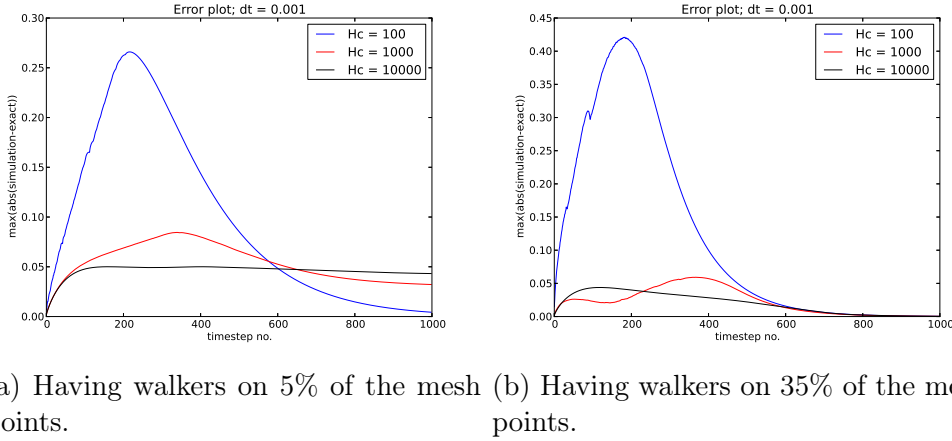 Error plot; dt = 0.001
Hc = 100
Hc = 1000
Hc = 10000
max(abs(simulation-exact))
0.30
0.25
0.20
0.15
0.10
0.05
0.00
0 200 400 600 800 1000
timestep no.
Error plot; dt = 0.001
Hc = 100
Hc = 1000
Hc = 10000
max(abs(simulation-exact))
0.45
0.40
0.35
0.30
0.25
0.20
0.15
0.10
0.05
0.00
0 200 400 600 800 1000
timestep no.
a) Having walkers on 5% of the mesh
oints.
(b) Having walkers on 35% of the me
points.